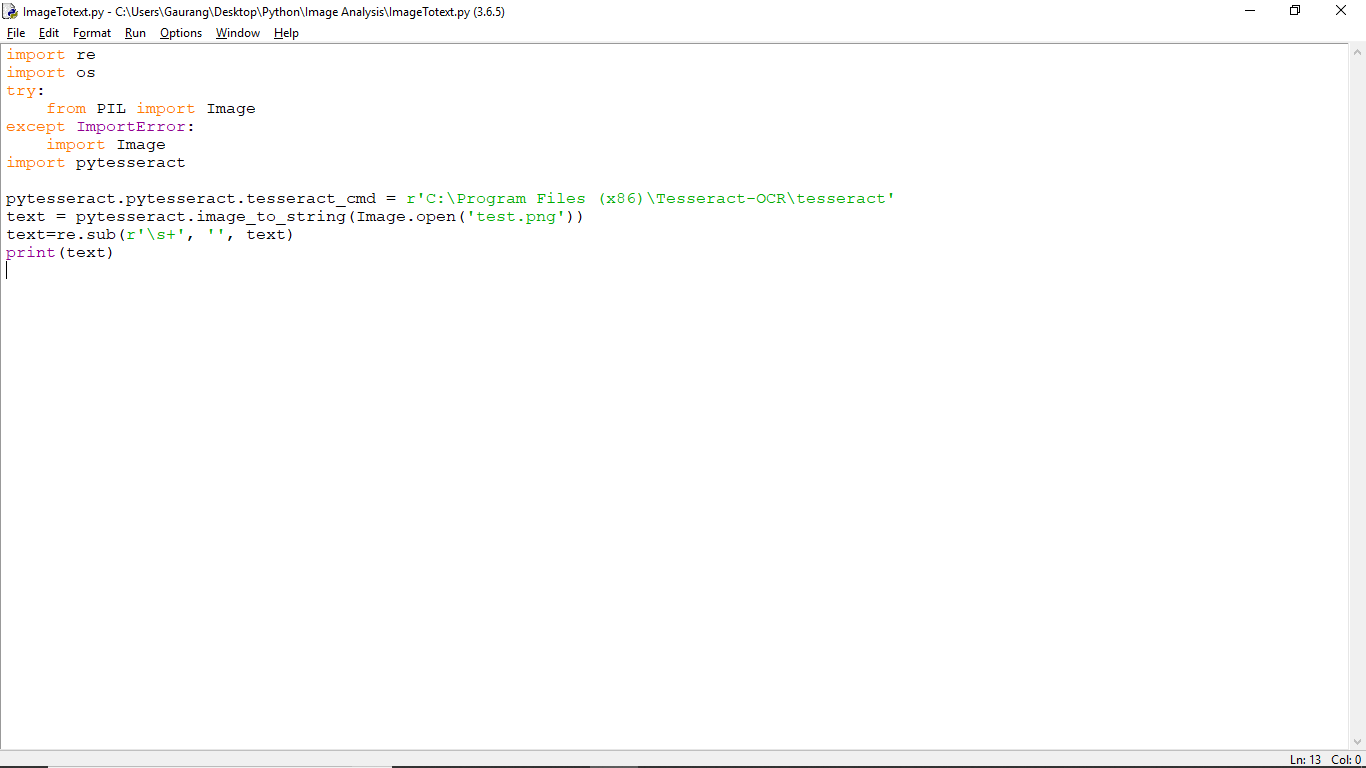 ImageTotext.py - C:\Users\Gaurang\Desktop\Python\Image Analysis\ImageTotext.py (3.6.5)
File Edit Format Run Options Window Help
import re
import os
try:
    from PIL import Image
except ImportError:
    import Image
import pytesseract

pytesseract.pytesseract.tesseract_cmd = r'C:\Program Files (x86)\Tesseract-OCR\tesseract'
text = pytesseract.image_to_string(Image.open('test.png'))
text=re.sub(r'\s+', '', text)
print(text)
Ln: 13 Col: 0